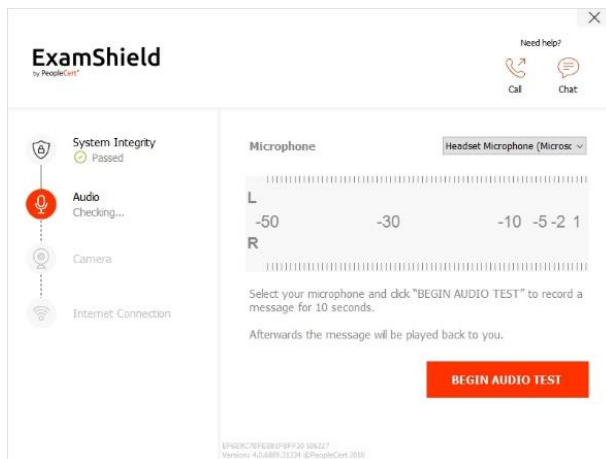 Need help?
ExamShield
by PeopleCert®
Call
Chat
System Integrity
Passed
Audio
Checking...
Camera
Internet Connection
Microphone
Headset Microphone (Microsc
L
-50 -30 -10 -5 -2 1
R
Select your microphone and click "BEGIN AUDIO TEST" to record a
message for 10 seconds.
Afterwards the message will be played back to you.
BEGIN AUDIO TEST
©PeopleCert 2018